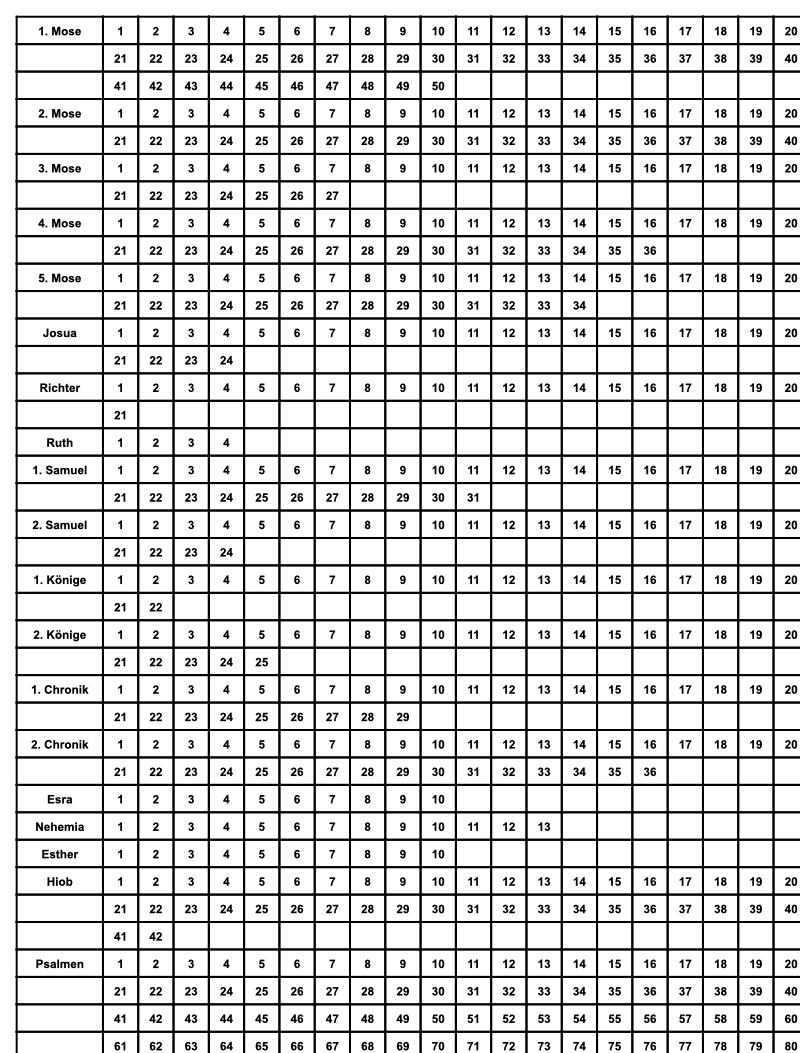 1. Mose 1 2 3 4 5 6 7 8 9 10 11 12 13 14 15 16 17 18 19 20
21 22 23 24 25 26 27 28 29 30 31 32 33 34 35 36 37 38 39 40
41 42 43 44 45 46 47 48 49 50
2. Mose 1 2 3 4 5 6 7 8 9 10 11 12 13 14 15 16 17 18 19 20
21 22 23 24 25 26 27 28 29 30 31 32 33 34 35 36 37 38 39 40
3. Mose 1 2 3 4 5 6 7 8 9 10 11 12 13 14 15 16 17 18 19 20
21 22 23 24 25 26 27
4. Mose 1 2 3 4 5 6 7 8 9 10 11 12 13 14 15 16 17 18 19 20
21 22 23 24 25 26 27 28 29 30 31 32 33 34 35 36
5. Mose 1 2 3 4 5 6 7 8 9 10 11 12 13 14 15 16 17 18 19 20
21 22 23 24 25 26 27 28 29 30 31 32 33 34
Josua 1 2 3 4 5 6 7 8 9 10 11 12 13 14 15 16 17 18 19 20
21 22 23 24
Richter 1 2 3 4 5 6 7 8 9 10 11 12 13 14 15 16 17 18 19 20
21
Ruth 1 2 3 4
1. Samuel 1 2 3 4 5 6 7 8 9 10 11 12 13 14 15 16 17 18 19 20
21 22 23 24 25 26 27 28 29 30 31
2. Samuel 1 2 3 4 5 6 7 8 9 10 11 12 13 14 15 16 17 18 19 20
21 22 23 24
1. Könige 1 2 3 4 5 6 7 8 9 10 11 12 13 14 15 16 17 18 19 20
21 22
2. Könige 1 2 3 4 5 6 7 8 9 10 11 12 13 14 15 16 17 18 19 20
21 22 23 24 25
1. Chronik 1 2 3 4 5 6 7 8 9 10 11 12 13 14 15 16 17 18 19 20
21 22 23 24 25 26 27 28 29
2. Chronik 1 2 3 4 5 6 7 8 9 10 11 12 13 14 15 16 17 18 19 20
21 22 23 24 25 26 27 28 29 30 31 32 33 34 35 36
Esra 1 2 3 4 5 6 7 8 9 10
Nehemia 1 2 3 4 5 6 7 8 9 10 11 12 13
Esther 1 2 3 4 5 6 7 8 9 10
Hiob 1 2 3 4 5 6 7 8 9 10 11 12 13 14 15 16 17 18 19 20
21 22 23 24 25 26 27 28 29 30 31 32 33 34 35 36 37 38 39 40
41 42
Psalmen 1 2 3 4 5 6 7 8 9 10 11 12 13 14 15 16 17 18 19 20
21 22 23 24 25 26 27 28 29 30 31 32 33 34 35 36 37 38 39 40
41 42 43 44 45 46 47 48 49 50 51 52 53 54 55 56 57 58 59 60
61 62 63 64 65 66 67 68 69 70 71 72 73 74 75 76 77 78 79 80